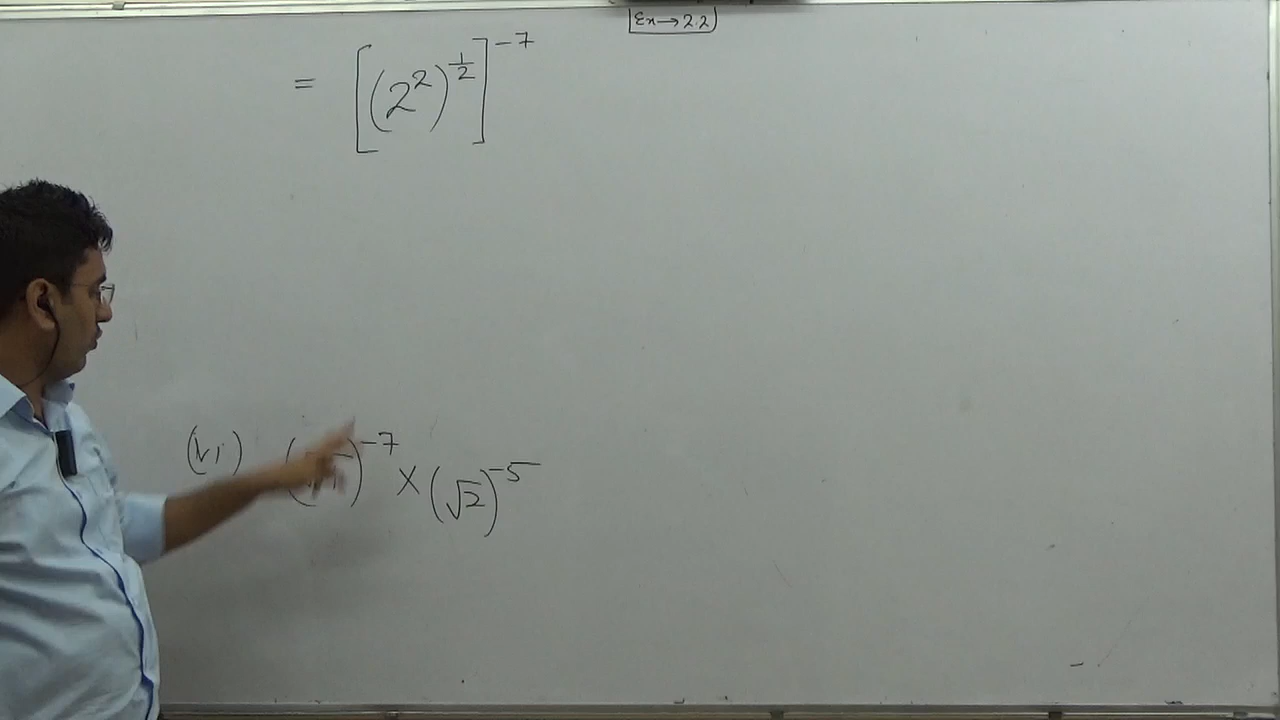 Ex→2.2
= [(2²)^½]^-7
(vi) ( )^-7 × (√2)^-5